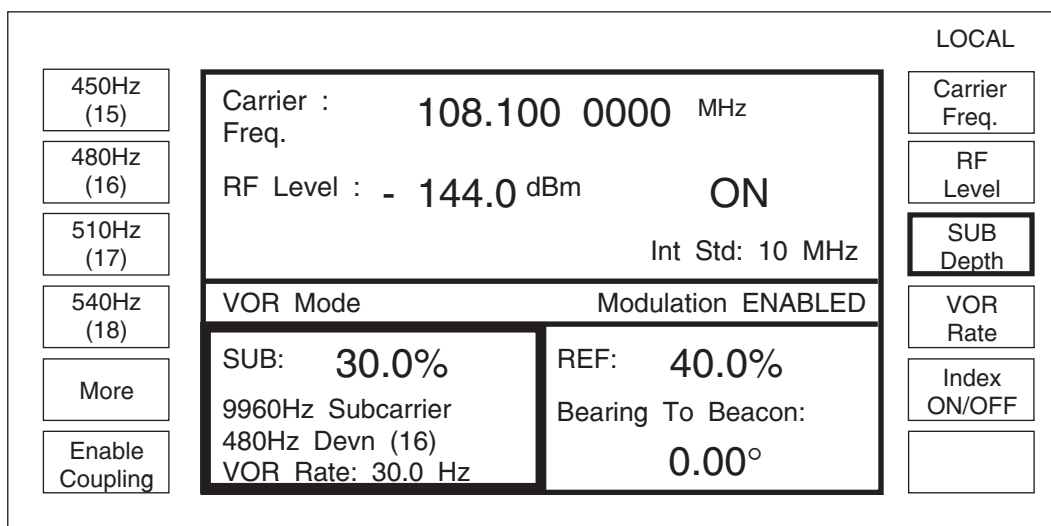 LOCAL
450Hz
(15)
480Hz
(16)
510Hz
(17)
540Hz
(18)
More
Enable
Coupling
Carrier :
Freq.
108.100 0000 MHz
RF Level : - 144.0 dBm ON
Int Std: 10 MHz
VOR Mode Modulation ENABLED
SUB: 30.0%
9960Hz Subcarrier
480Hz Devn (16)
VOR Rate: 30.0 Hz
REF: 40.0%
Bearing To Beacon:
0.00°
Carrier
Freq.
RF
Level
SUB
Depth
VOR
Rate
Index
ON/OFF